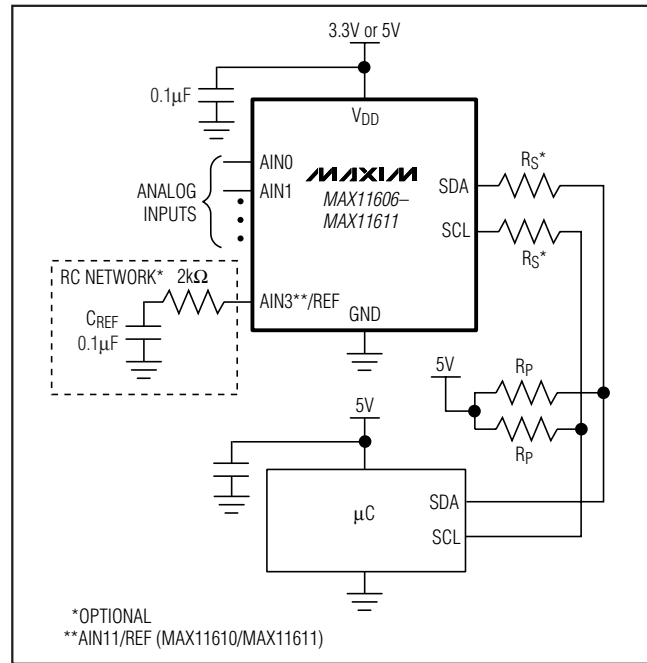 3.3V or 5V
0.1μF
VDD
AIN0
MAXIM
RS*
ANALOG INPUTS
AIN1
MAX11606–
MAX11611
SDA
SCL
RS*
RC NETWORK*
2kΩ
AIN3**/REF
CREF
0.1μF
GND
5V
RP
5V
RP
μC
SDA
SCL
*OPTIONAL
**AIN11/REF (MAX11610/MAX11611)